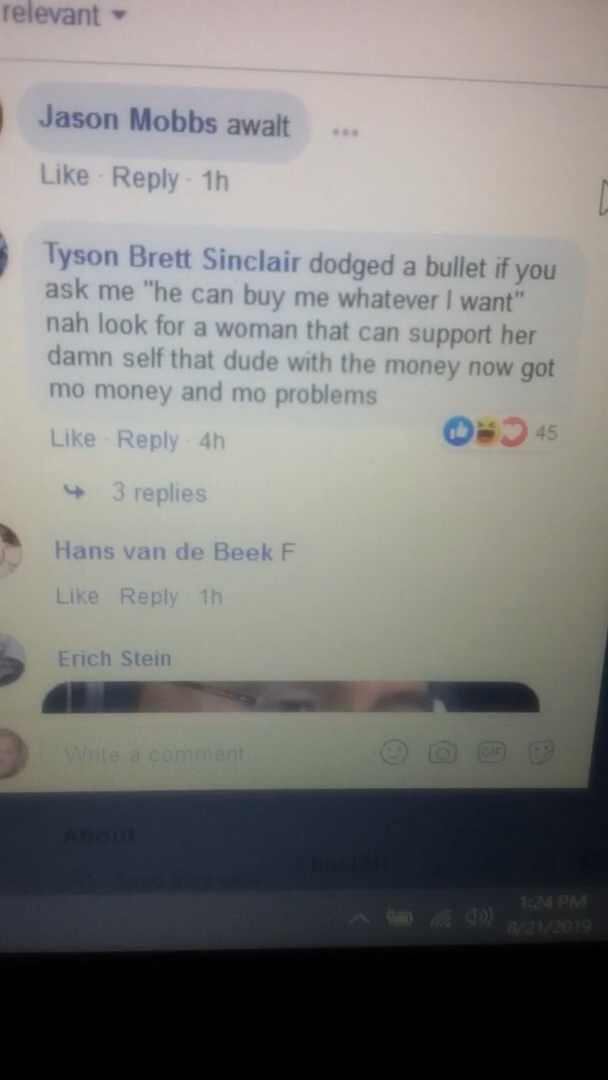 relevant
Jason Mobbs awalt
Like · Reply · 1h
Tyson Brett Sinclair dodged a bullet if you
ask me "he can buy me whatever I want"
nah look for a woman that can support her
damn self that dude with the money now got
mo money and mo problems
45
Like · Reply · 4h
3 replies
Hans van de Beek F
Like Reply 1h
Erich Stein
Write a comment
GIF
About
1:24 PM
8/21/2019